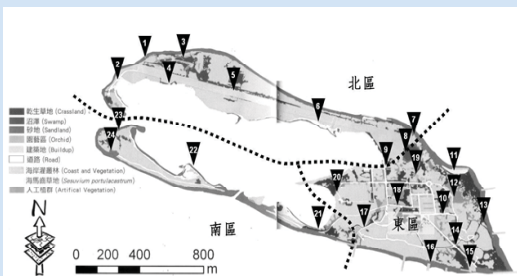 1
3
2
4
5
北區
6
7
8
23
24
22
9
19
11
20
18
12
10
13
21
17
東區
14
16
15
南區
乾生草地 (Grassland)
沼澤 (Swamp)
砂地 (Sandland)
園藝區 (Orchid)
建築地 (Buildup)
道路 (Road)
海岸灌叢林 (Coast and Vegetation)
海馬齒草地 (Sesuvium portulacastrum)
人工植群 (Artifical Vegetation)
N
0 200 400 800
m